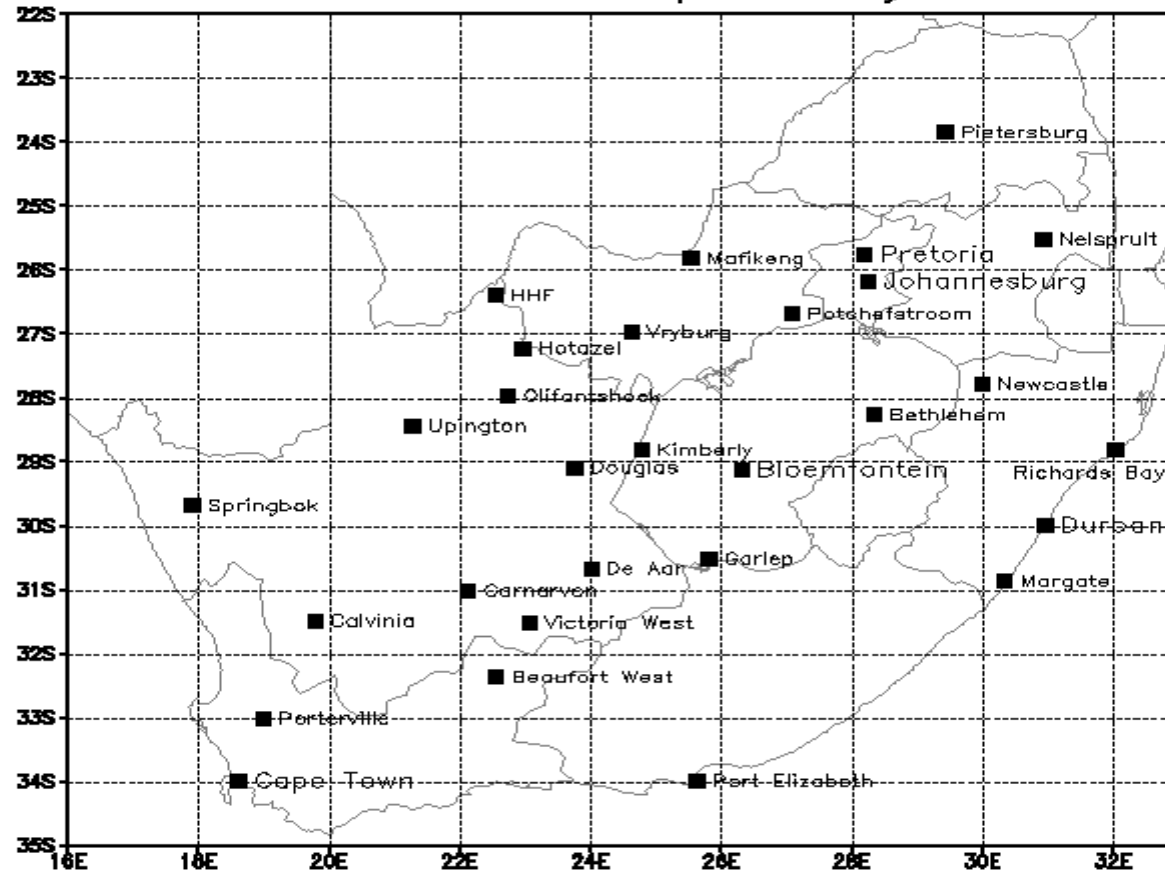 22S
23S
24S
Pietersburg
25S
Nelspruit
Pretoria
Mafikeng
26S
Johannesburg
HHF
Potchefstroom
27S
Vryburg
Hotazel
Newcastle
28S
Olifantshoek
Bethlehem
Upington
Kimberly
29S
Douglas
Bloemfontein
Richards Bay
Springbok
30S
Durban
Gariep
De Aar
Margate
31S
Carnarvon
Calvinia
Victoria West
32S
Beaufort West
33S
Porterville
34S
Cape Town
Port Elizabeth
35S
16E 18E 20E 22E 24E 26E 28E 30E 32E